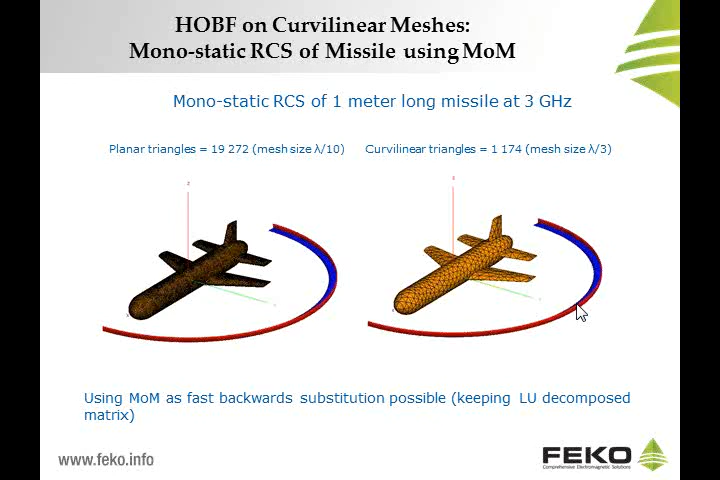 HOBF on Curvilinear Meshes:
Mono-static RCS of Missile using MoM
Mono-static RCS of 1 meter long missile at 3 GHz
Planar triangles = 19 272 (mesh size λ/10)
Curvilinear triangles = 1 174 (mesh size λ/3)
Using MoM as fast backwards substitution possible (keeping LU decomposed
matrix)
www.feko.info
FEKO
Comprehensive Electromagnetic Solutions